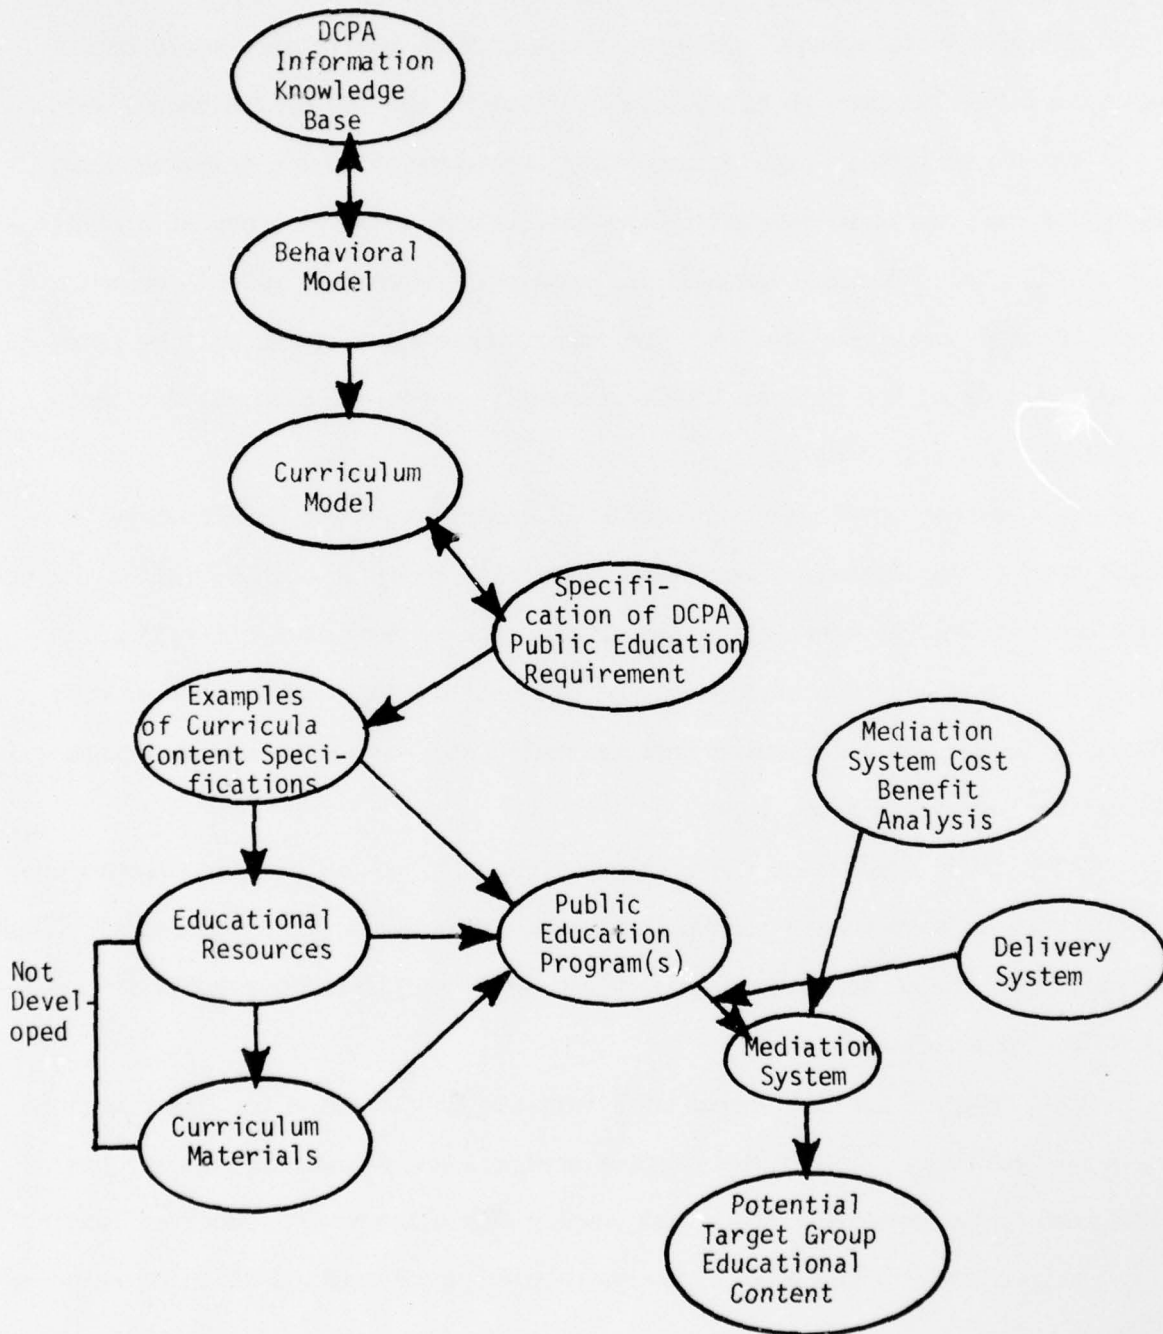 DCPA
Information
Knowledge
Base
Behavioral
Model
Curriculum
Model
Specifi-
cation of DCPA
Public Education
Requirement
Examples
of Curricula
Content Speci-
fications
Mediation
System Cost
Benefit
Analysis
Educational
Resources
Public
Education
Program(s)
Delivery
System
Not
Devel-
oped
Mediation
System
Curriculum
Materials
Potential
Target Group
Educational
Content